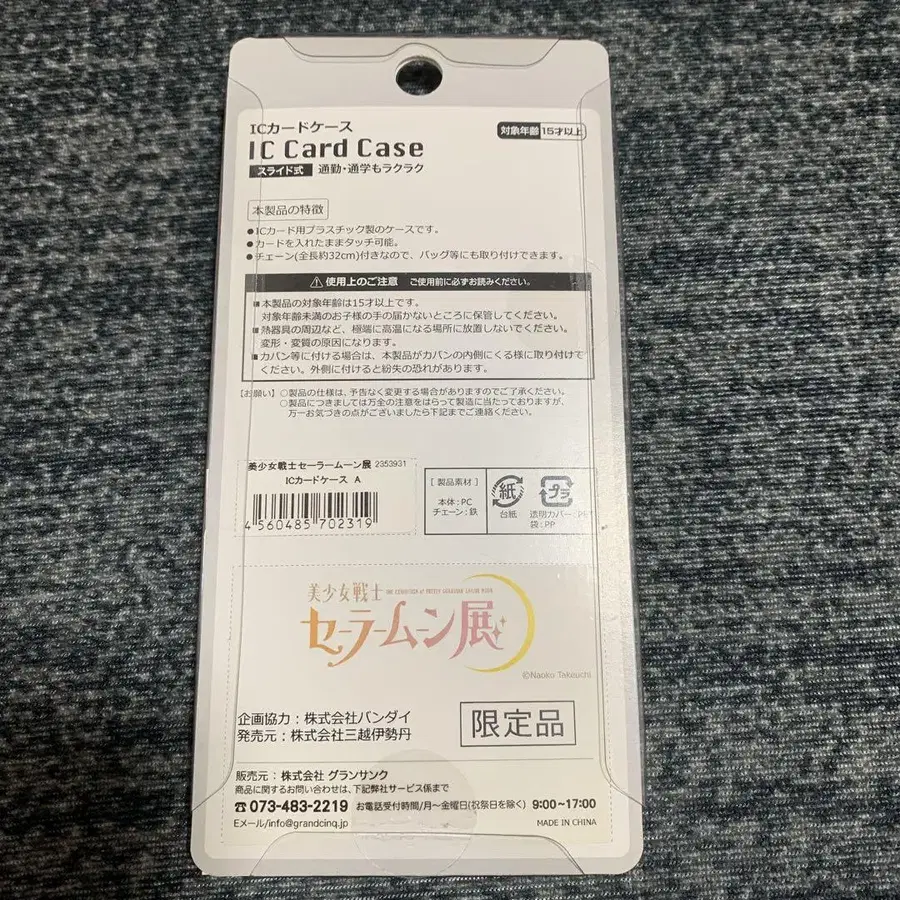 ICカードケース
IC Card Case
対象年齢 15才以上
スライド式 通勤・通学もラクラク
本製品の特徴
●ICカード用プラスチック製のケースです。
●カードを入れたままタッチ可能。
●チェーン(全長約32cm)付きなので、バッグ等にも取り付けできます。
⚠使用上のご注意 ご使用前に必ずお読みください。
■本製品の対象年齢は15才以上です。
対象年齢未満のお子様の手の届かないところに保管してください。
■熱器具の周辺など、極端に高温になる場所に放置しないでください。
変形・変質の原因になります。
■カバン等に付ける場合は、本製品がカバンの内側にくる様に取り付けて
ください。外側に付けると紛失の恐れがあります。
【お願い】○製品の仕様は、予告なく変更する場合がありますのでご了承ください。
○製品につきましては万全の注意をはらって製造に当たっておりますが、
万一お気づきの点がございましたら下記までご連絡ください。
美少女戦士セーラームーン展 2353931
ICカードケース A
4 560485 702319
[ 製品素材 ]
本体:PC
チェーン:鉄
紙
台紙
プラ
透明カバー:PET
袋:PP
美少女戦士
セーラームーン展
©Naoko Takeuchi
企画協力:株式会社バンダイ
発売元:株式会社三越伊勢丹
限定品
販売元:株式会社 グランサンク
商品に関するお問い合わせは、下記弊社サービス係まで
☎073-483-2219 お電話受付時間/月〜金曜日(祝祭日を除く) 9:00~17:00
Eメール/info@grandcinq.jp
MADE IN CHINA